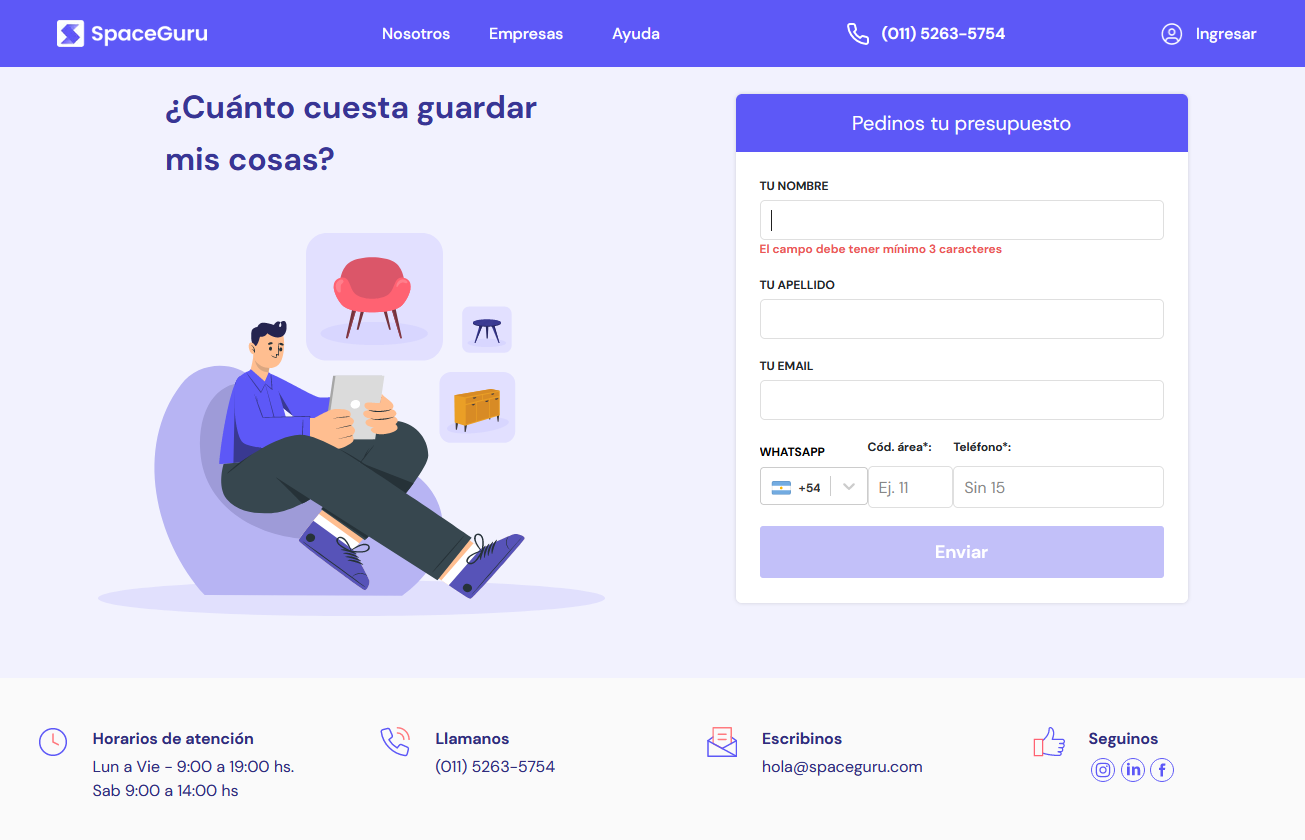 SpaceGuru
Nosotros
Empresas
Ayuda
(011) 5263-5754
Ingresar
¿Cuánto cuesta guardar
mis cosas?
Pedinos tu presupuesto
TU NOMBRE
El campo debe tener mínimo 3 caracteres
TU APELLIDO
TU EMAIL
WHATSAPP
Cód. área*:
Teléfono*:
+54
Ej. 11
Sin 15
Enviar
Horarios de atención
Lun a Vie - 9:00 a 19:00 hs.
Sab 9:00 a 14:00 hs
Llamanos
(011) 5263-5754
Escribinos
hola@spaceguru.com
Seguinos